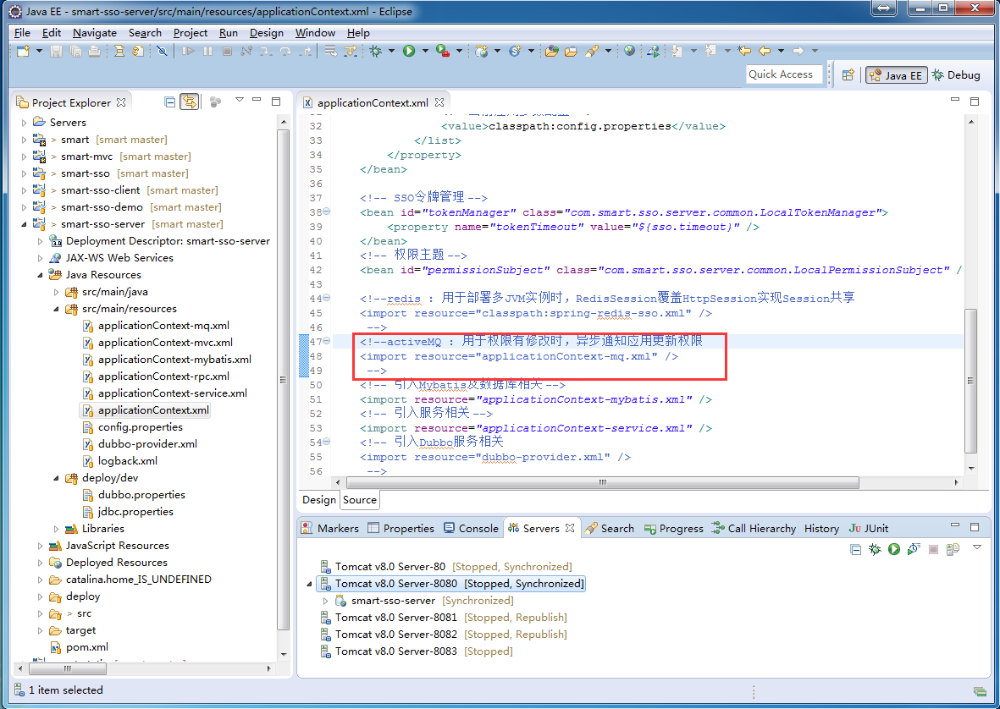 Java EE - smart-sso-server/src/main/resources/applicationContext.xml - Eclipse
File Edit Navigate Search Project Run Design Window Help
Quick Access
Java EE
Debug
Project Explorer
Servers
> smart [smart master]
> smart-mvc [smart master]
> smart-sso [smart master]
> smart-sso-client [smart master]
> smart-sso-demo [smart master]
> smart-sso-server [smart master]
Deployment Descriptor: smart-sso-server
JAX-WS Web Services
Java Resources
src/main/java
src/main/resources
applicationContext-mq.xml
applicationContext-mvc.xml
applicationContext-mybatis.xml
applicationContext-rpc.xml
applicationContext-service.xml
applicationContext.xml
config.properties
dubbo-provider.xml
logback.xml
deploy/dev
dubbo.properties
jdbc.properties
Libraries
JavaScript Resources
Deployed Resources
catalina.home_IS_UNDEFINED
deploy
> src
target
pom.xml
applicationContext.xml
32 <value>classpath:config.properties</value>
33 </list>
34 </property>
35 </bean>
36
37 <!-- SSO令牌管理 -->
38 <bean id="tokenManager" class="com.smart.sso.server.common.LocalTokenManager">
39 <property name="tokenTimeout" value="${sso.timeout}" />
40 </bean>
41 <!-- 权限主题 -->
42 <bean id="permissionSubject" class="com.smart.sso.server.common.LocalPermissionSubject" /
43
44 <!--redis : 用于部署多JVM实例时，RedisSession覆盖HttpSession实现Session共享
45 <import resource="classpath:spring-redis-sso.xml" />
46 -->
47 <!--activeMQ : 用于权限有修改时，异步通知应用更新权限
48 <import resource="applicationContext-mq.xml" />
49 -->
50 <!-- 引入Mybatis及数据库相关 -->
51 <import resource="applicationContext-mybatis.xml" />
52 <!-- 引入服务相关 -->
53 <import resource="applicationContext-service.xml" />
54 <!-- 引入Dubbo服务相关
55 <import resource="dubbo-provider.xml" />
56 -->
Design Source
Markers Properties Console Servers Search Progress Call Hierarchy History JUnit
Tomcat v8.0 Server-80 [Stopped, Synchronized]
Tomcat v8.0 Server-8080 [Stopped, Synchronized]
smart-sso-server [Synchronized]
Tomcat v8.0 Server-8081 [Stopped, Republish]
Tomcat v8.0 Server-8082 [Stopped, Republish]
Tomcat v8.0 Server-8083 [Stopped]
1 item selected